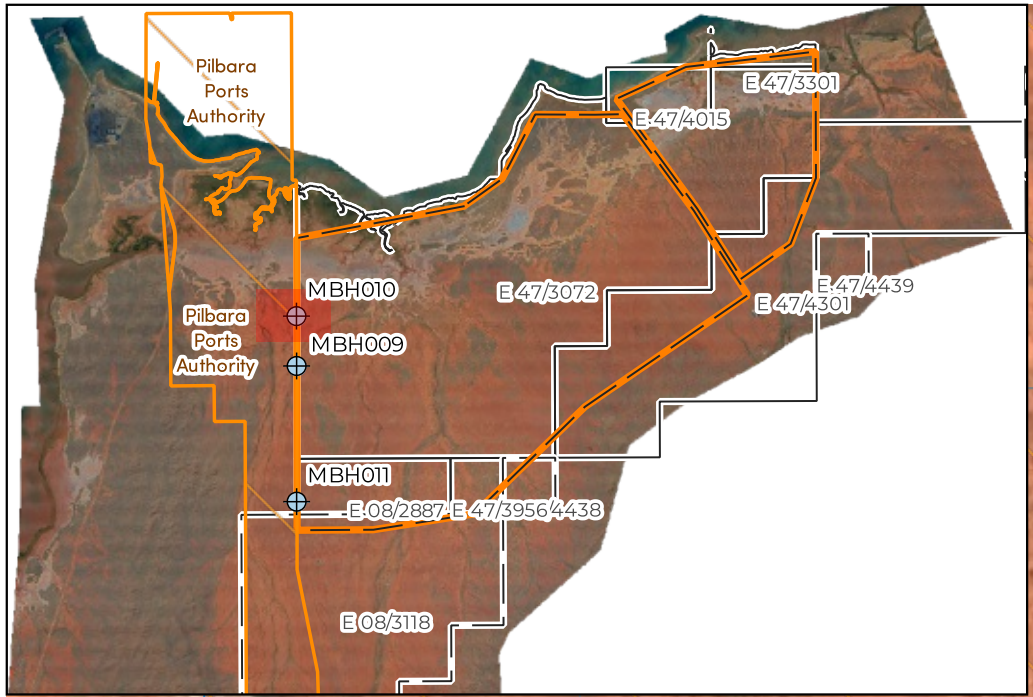 Pilbara
Ports
Authority
E 47/3301
E 47/4015
MBH010
E 47/3072
E 47/4439
E 47/4301
Pilbara
Ports
Authority
MBH009
MBH011
E 08/2887
E 47/3956
4438
E 08/3118